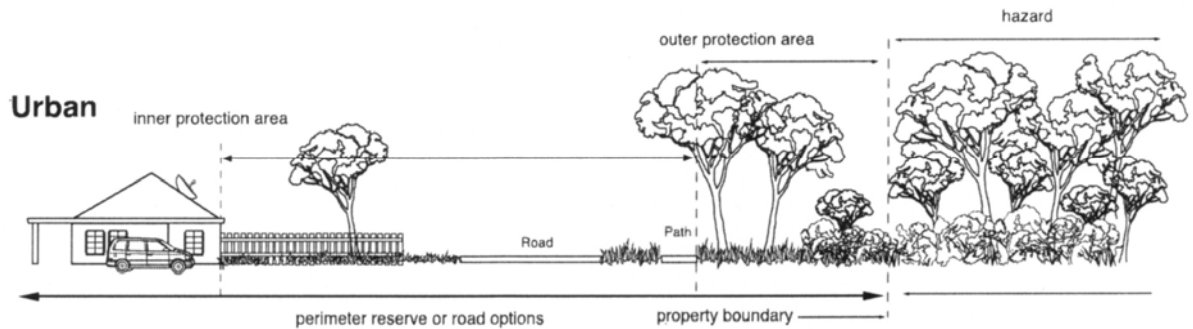 hazard
outer protection area
Urban
inner protection area
Road
Path
perimeter reserve or road options
property boundary